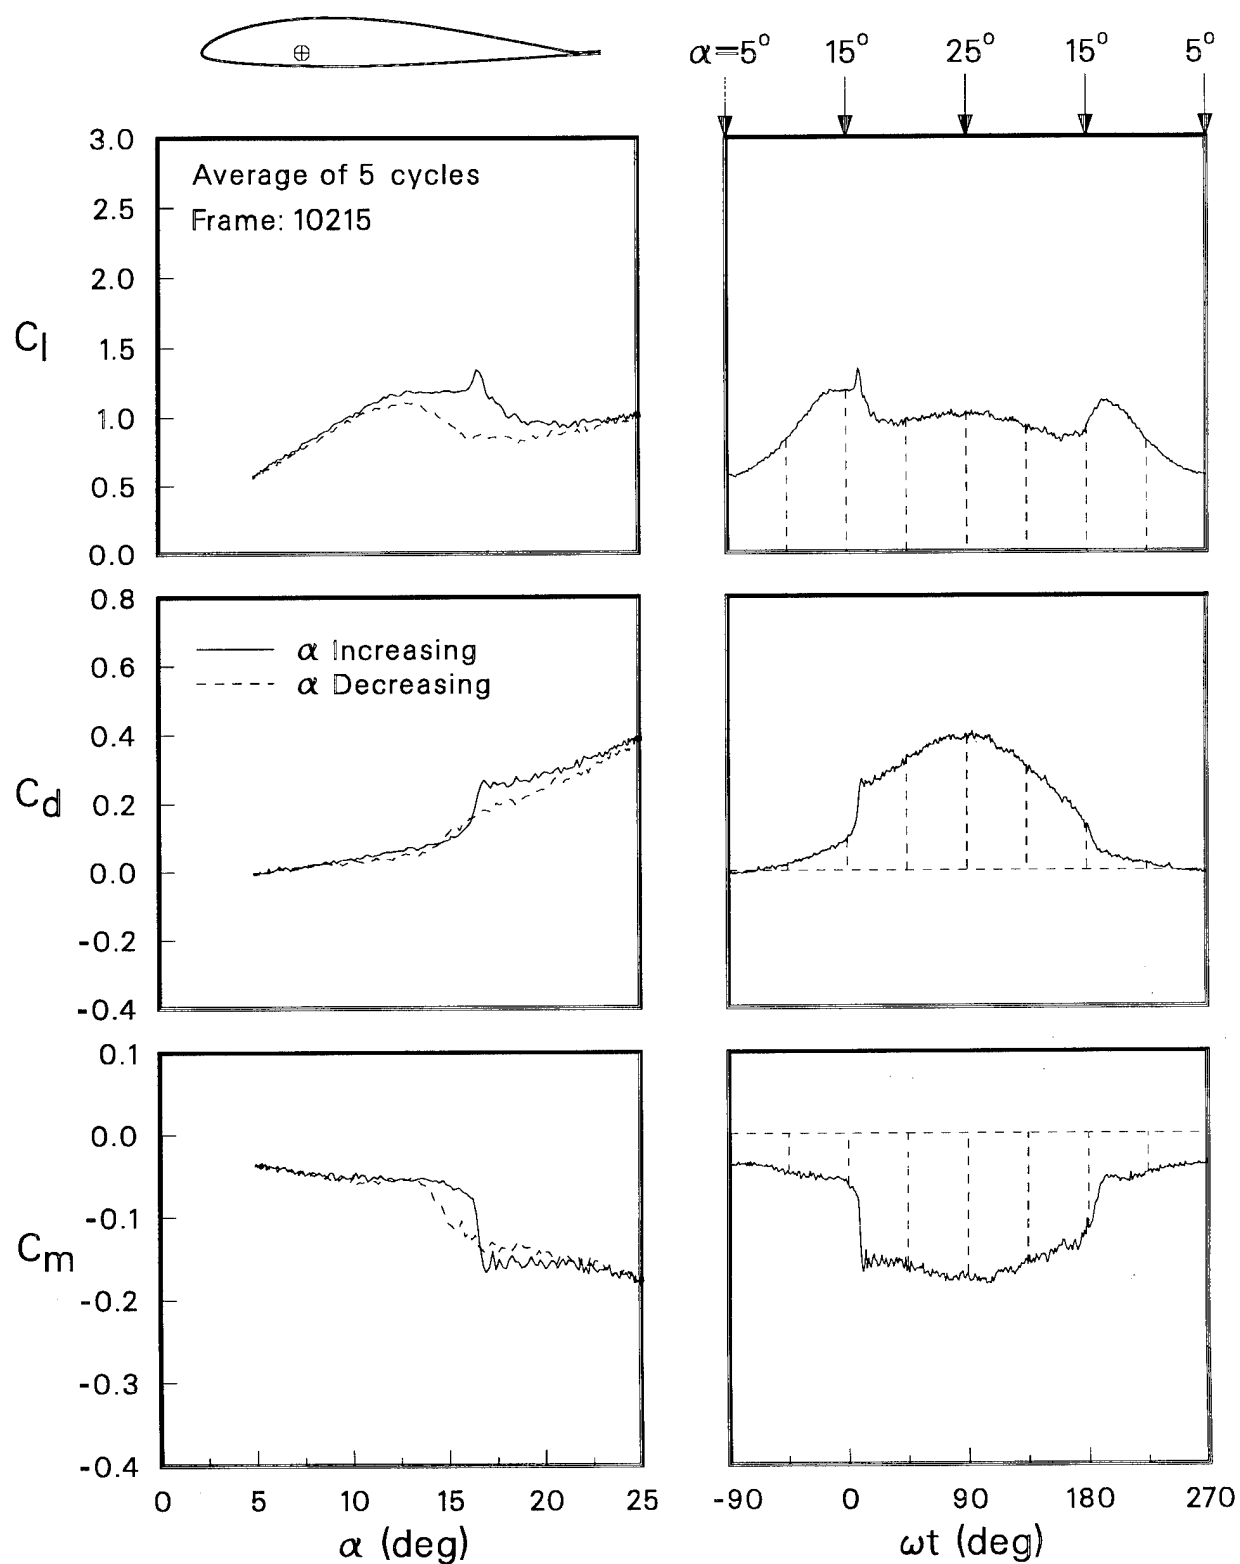 α=5° 15° 25° 15° 5°
3.0
2.5
2.0
1.5
1.0
0.5
0.0
Cl
Average of 5 cycles
Frame: 10215
0.8
0.6
0.4
0.2
0.0
-0.2
-0.4
Cd
α Increasing
α Decreasing
0.1
0.0
-0.1
-0.2
-0.3
-0.4
Cm
0 5 10 15 20 25
α (deg)
-90 0 90 180 270
ωt (deg)